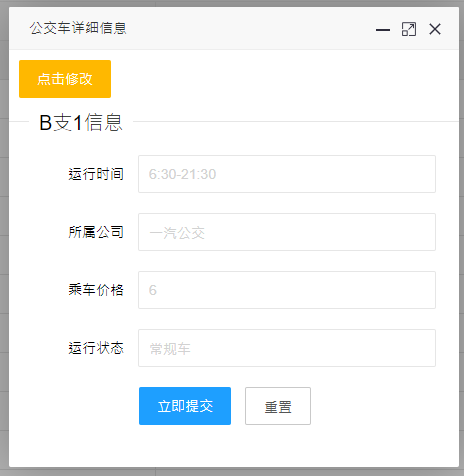 公交车详细信息
点击修改
B支1信息
运行时间 6:30-21:30
所属公司 一汽公交
乘车价格 6
运行状态 常规车
立即提交 重置